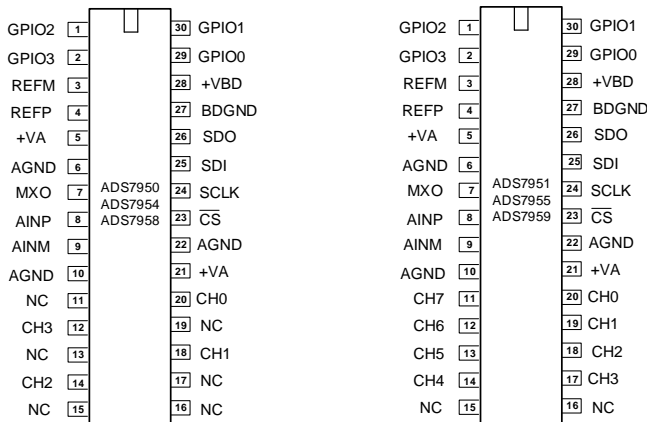 GPIO2 1 30 GPIO1
GPIO3 2 29 GPIO0
REFM 3 28 +VBD
REFP 4 27 BDGND
+VA 5 26 SDO
AGND 6 25 SDI
MXO 7 24 SCLK
AINP 8 23 CS
AINM 9 22 AGND
AGND 10 21 +VA
NC 11 20 CH0
CH3 12 19 NC
NC 13 18 CH1
CH2 14 17 NC
NC 15 16 NC
ADS7950
ADS7954
ADS7958
GPIO2 1 30 GPIO1
GPIO3 2 29 GPIO0
REFM 3 28 +VBD
REFP 4 27 BDGND
+VA 5 26 SDO
AGND 6 25 SDI
MXO 7 24 SCLK
AINP 8 23 CS
AINM 9 22 AGND
AGND 10 21 +VA
CH7 11 20 CH0
CH6 12 19 CH1
CH5 13 18 CH2
CH4 14 17 CH3
NC 15 16 NC
ADS7951
ADS7955
ADS7959